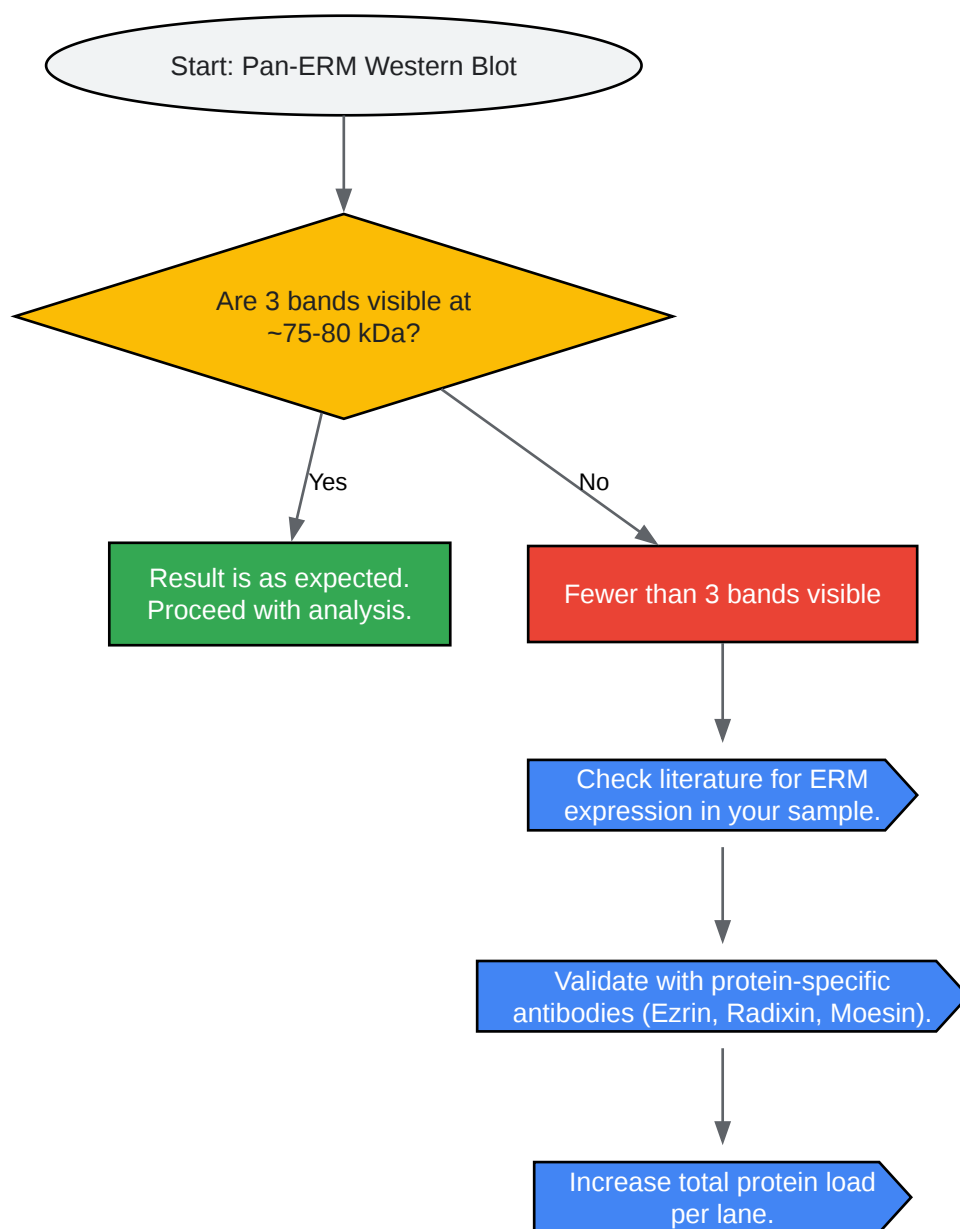 Start: Pan-ERM Western Blot
Are 3 bands visible at
~75-80 kDa?
Yes
No
Result is as expected.
Proceed with analysis.
Fewer than 3 bands visible
Check literature for ERM
expression in your sample.
Validate with protein-specific
antibodies (Ezrin, Radixin, Moesin).
Increase total protein load
per lane.